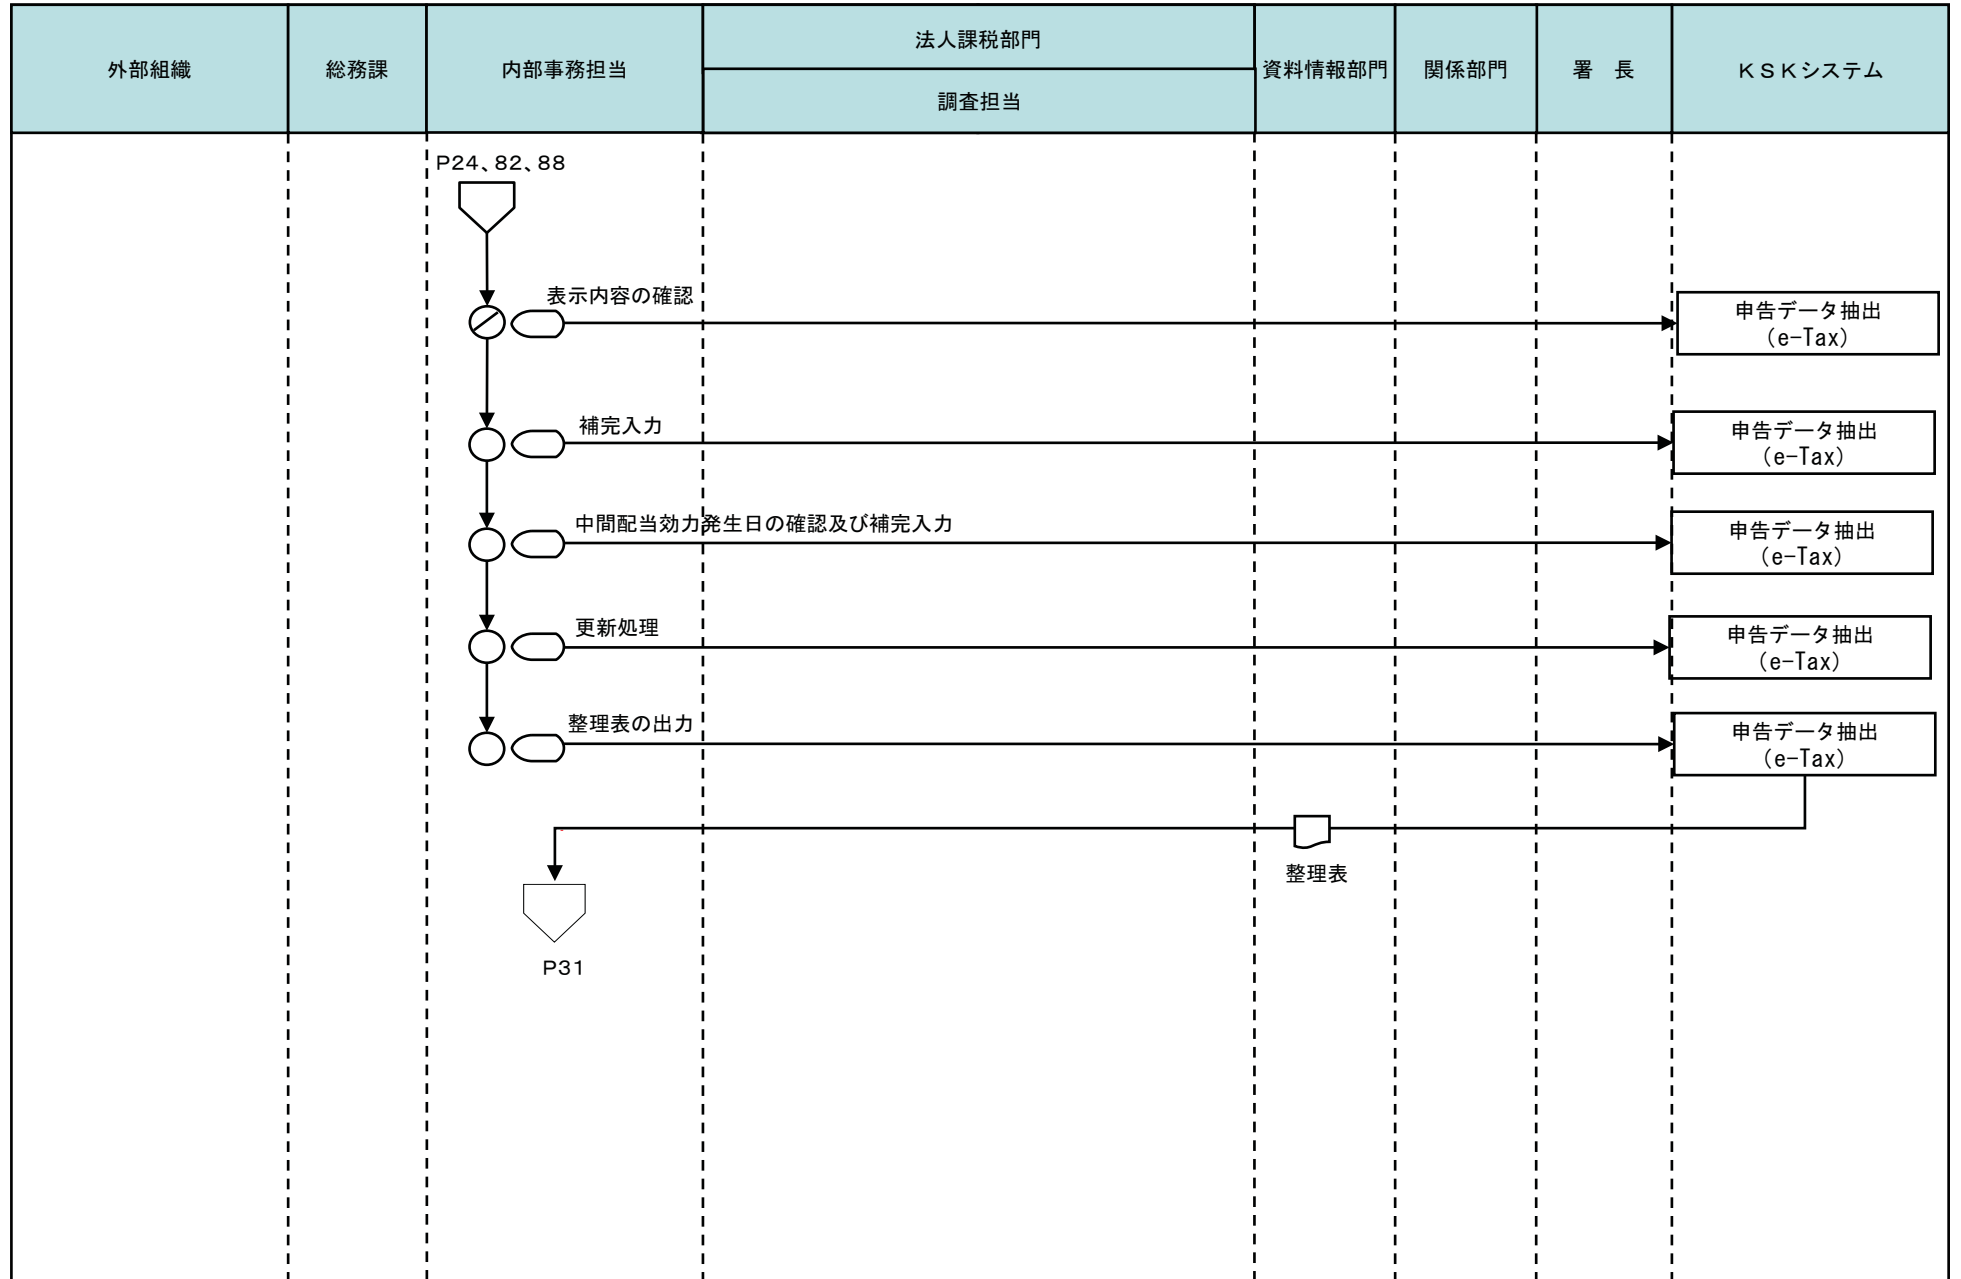 外部組織
総務課
内部事務担当
法人課税部門
調査担当
資料情報部門
関係部門
署　長
ＫＳＫシステム
P24、82、88
表示内容の確認
申告データ抽出
（e-Tax）
補完入力
申告データ抽出
（e-Tax）
中間配当効力発生日の確認及び補完入力
申告データ抽出
（e-Tax）
更新処理
申告データ抽出
（e-Tax）
整理表の出力
申告データ抽出
（e-Tax）
整理表
P31